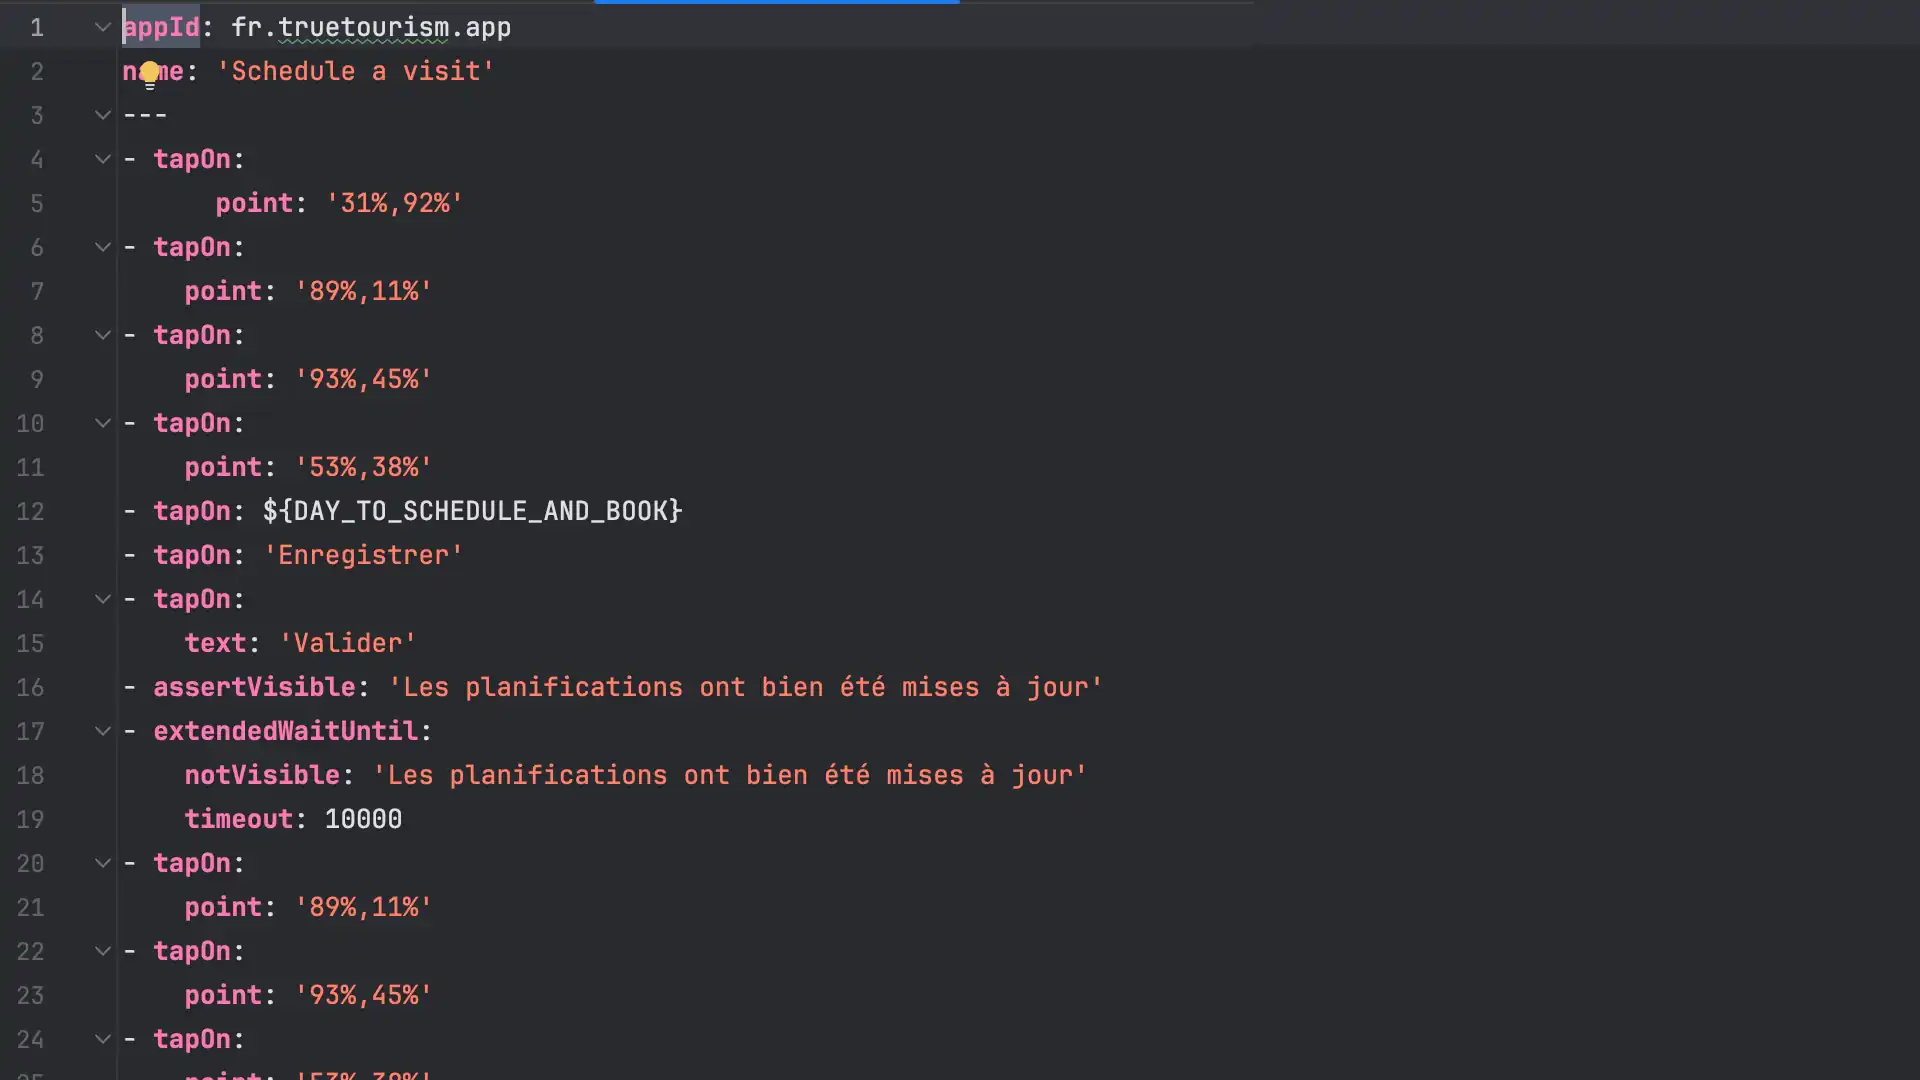 1 appId: fr.truetourism.app
2 name: 'Schedule a visit'
3 ---
4 - tapOn:
5 point: '31%,92%'
6 - tapOn:
7 point: '89%,11%'
8 - tapOn:
9 point: '93%,45%'
10 - tapOn:
11 point: '53%,38%'
12 - tapOn: ${DAY_TO_SCHEDULE_AND_BOOK}
13 - tapOn: 'Enregistrer'
14 - tapOn:
15 text: 'Valider'
16 - assertVisible: 'Les planifications ont bien été mises à jour'
17 - extendedWaitUntil:
18 notVisible: 'Les planifications ont bien été mises à jour'
19 timeout: 10000
20 - tapOn:
21 point: '89%,11%'
22 - tapOn:
23 point: '93%,45%'
24 - tapOn:
25 point: '53%,38%'